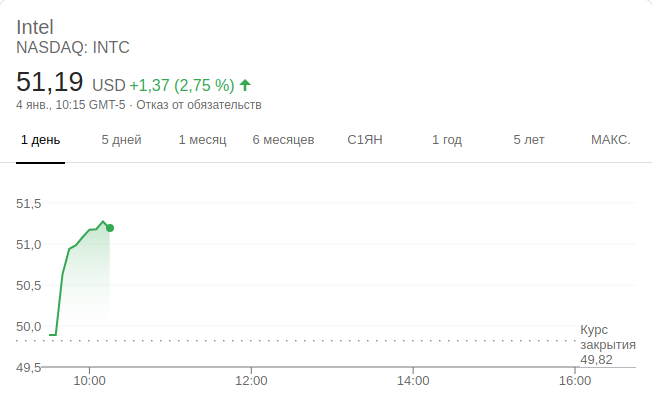 Intel
NASDAQ: INTC
51,19 USD +1,37 (2,75 %)
4 янв., 10:15 GMT-5 · Отказ от обязательств
1 день 5 дней 1 месяц 6 месяцев С1ЯН 1 год 5 лет МАКС.
51,5
51,0
50,5
50,0
Курс
закрытия
49,82
49,5
10:00 12:00 14:00 16:00